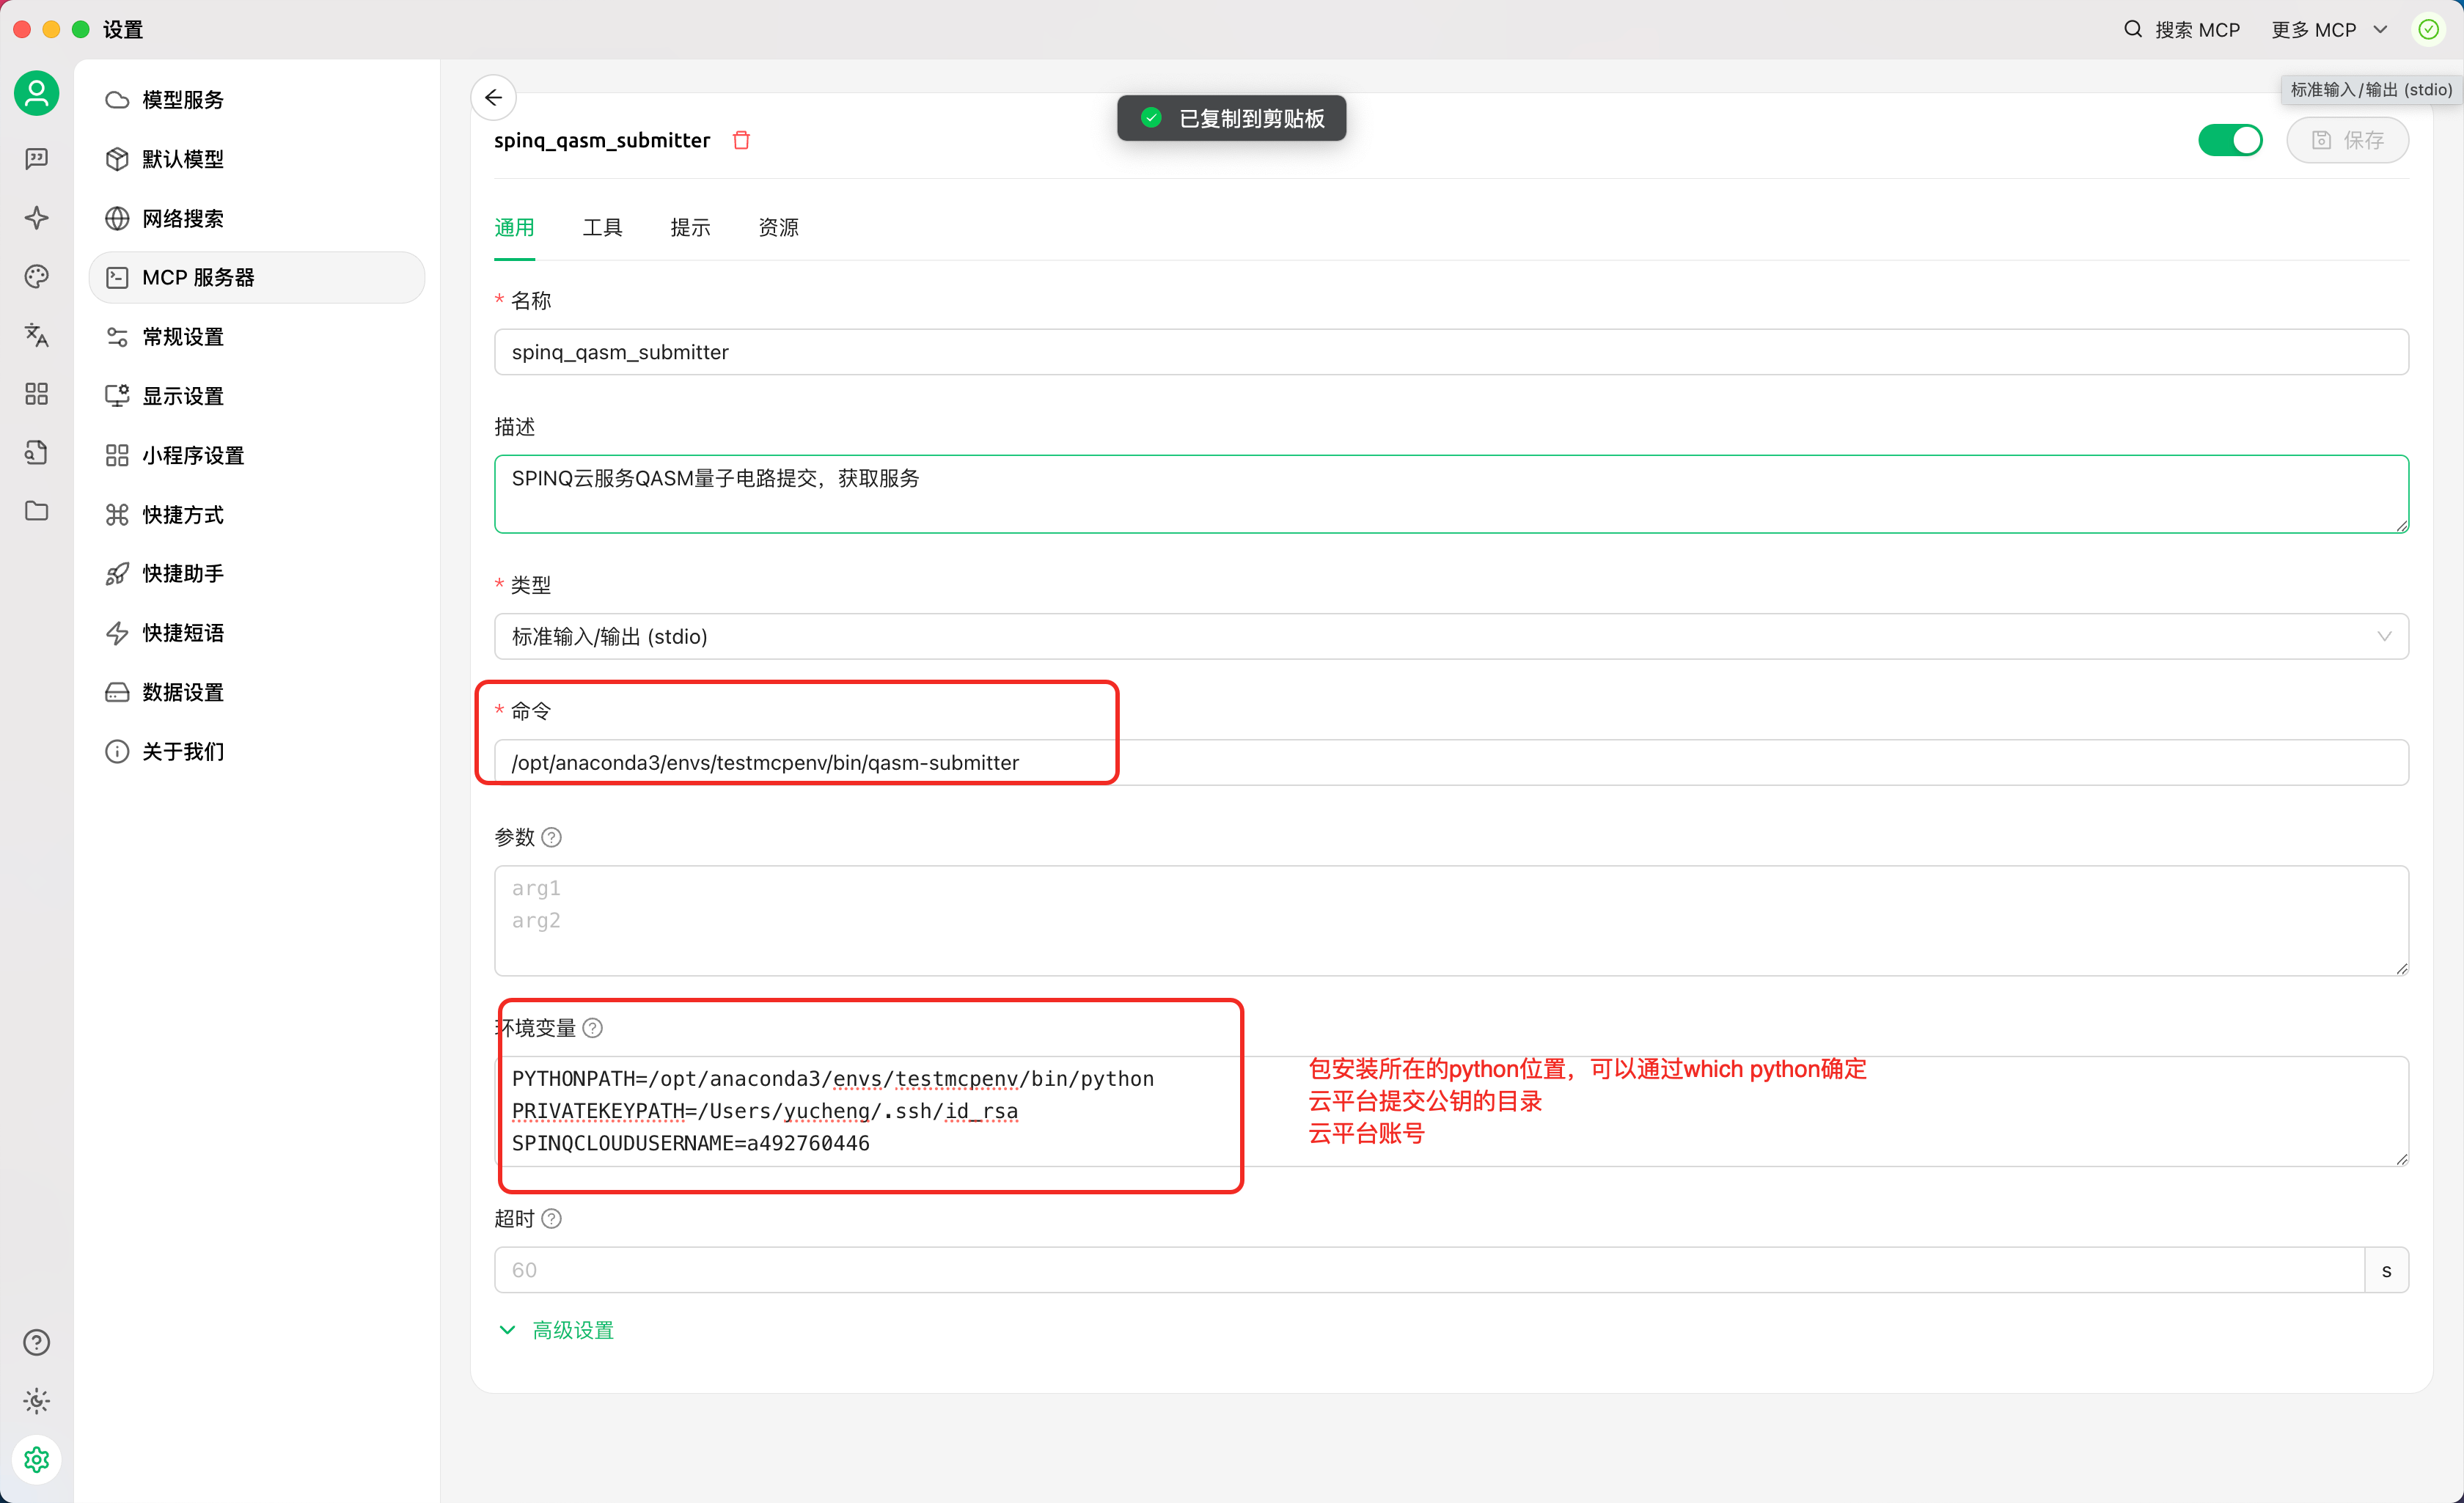 设置
搜索 MCP
更多 MCP
标准输入/输出 (stdio)
已复制到剪贴板
模型服务
默认模型
网络搜索
MCP 服务器
常规设置
显示设置
小程序设置
快捷方式
快捷助手
快捷短语
数据设置
关于我们
spinq_qasm_submitter
保存
通用 工具 提示 资源
* 名称
spinq_qasm_submitter
描述
SPINQ云服务QASM量子电路提交，获取服务
* 类型
标准输入/输出 (stdio)
* 命令
/opt/anaconda3/envs/testmcpenv/bin/qasm-submitter
参数
arg1
arg2
环境变量
PYTHONPATH=/opt/anaconda3/envs/testmcpenv/bin/python
PRIVATEKEYPATH=/Users/yucheng/.ssh/id_rsa
SPINQCLOUDUSERNAME=a492760446
包安装所在的python位置，可以通过which python确定
云平台提交公钥的目录
云平台账号
超时
60
s
高级设置